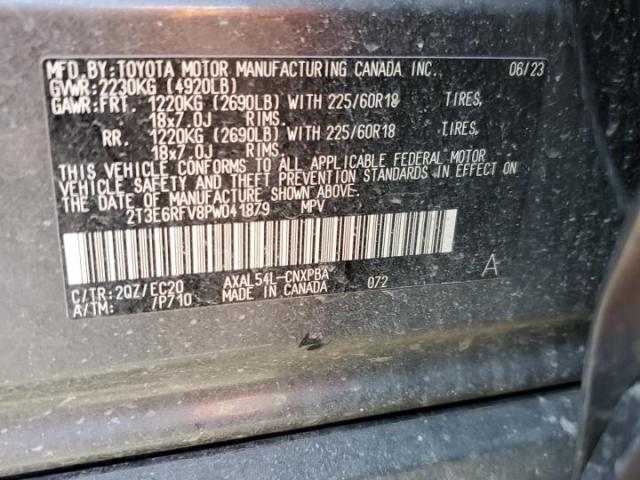 MFD.BY:TOYOTA MOTOR MANUFACTURING CANADA INC. 06/23
GVWR:2230KG (4920LB)
GAWR:FRT. 1220KG (2690LB) WITH 225/60R18 TIRES,
18x7.0J RIMS.
RR. 1220KG (2690LB) WITH 225/60R18 TIRES,
18x7.0J RIMS.
THIS VEHICLE CONFORMS TO ALL APPLICABLE FEDERAL MOTOR
VEHICLE SAFETY AND THEFT PREVENTION STANDARDS IN EFFECT ON
THE DATE OF MANUFACTURE SHOWN ABOVE.
2T3E6RFV8PW041879 MPV
C/TR:2QZ/EC20 AXAL54L-CNXPBA 072 A
A/TM: /P710 MADE IN CANADA